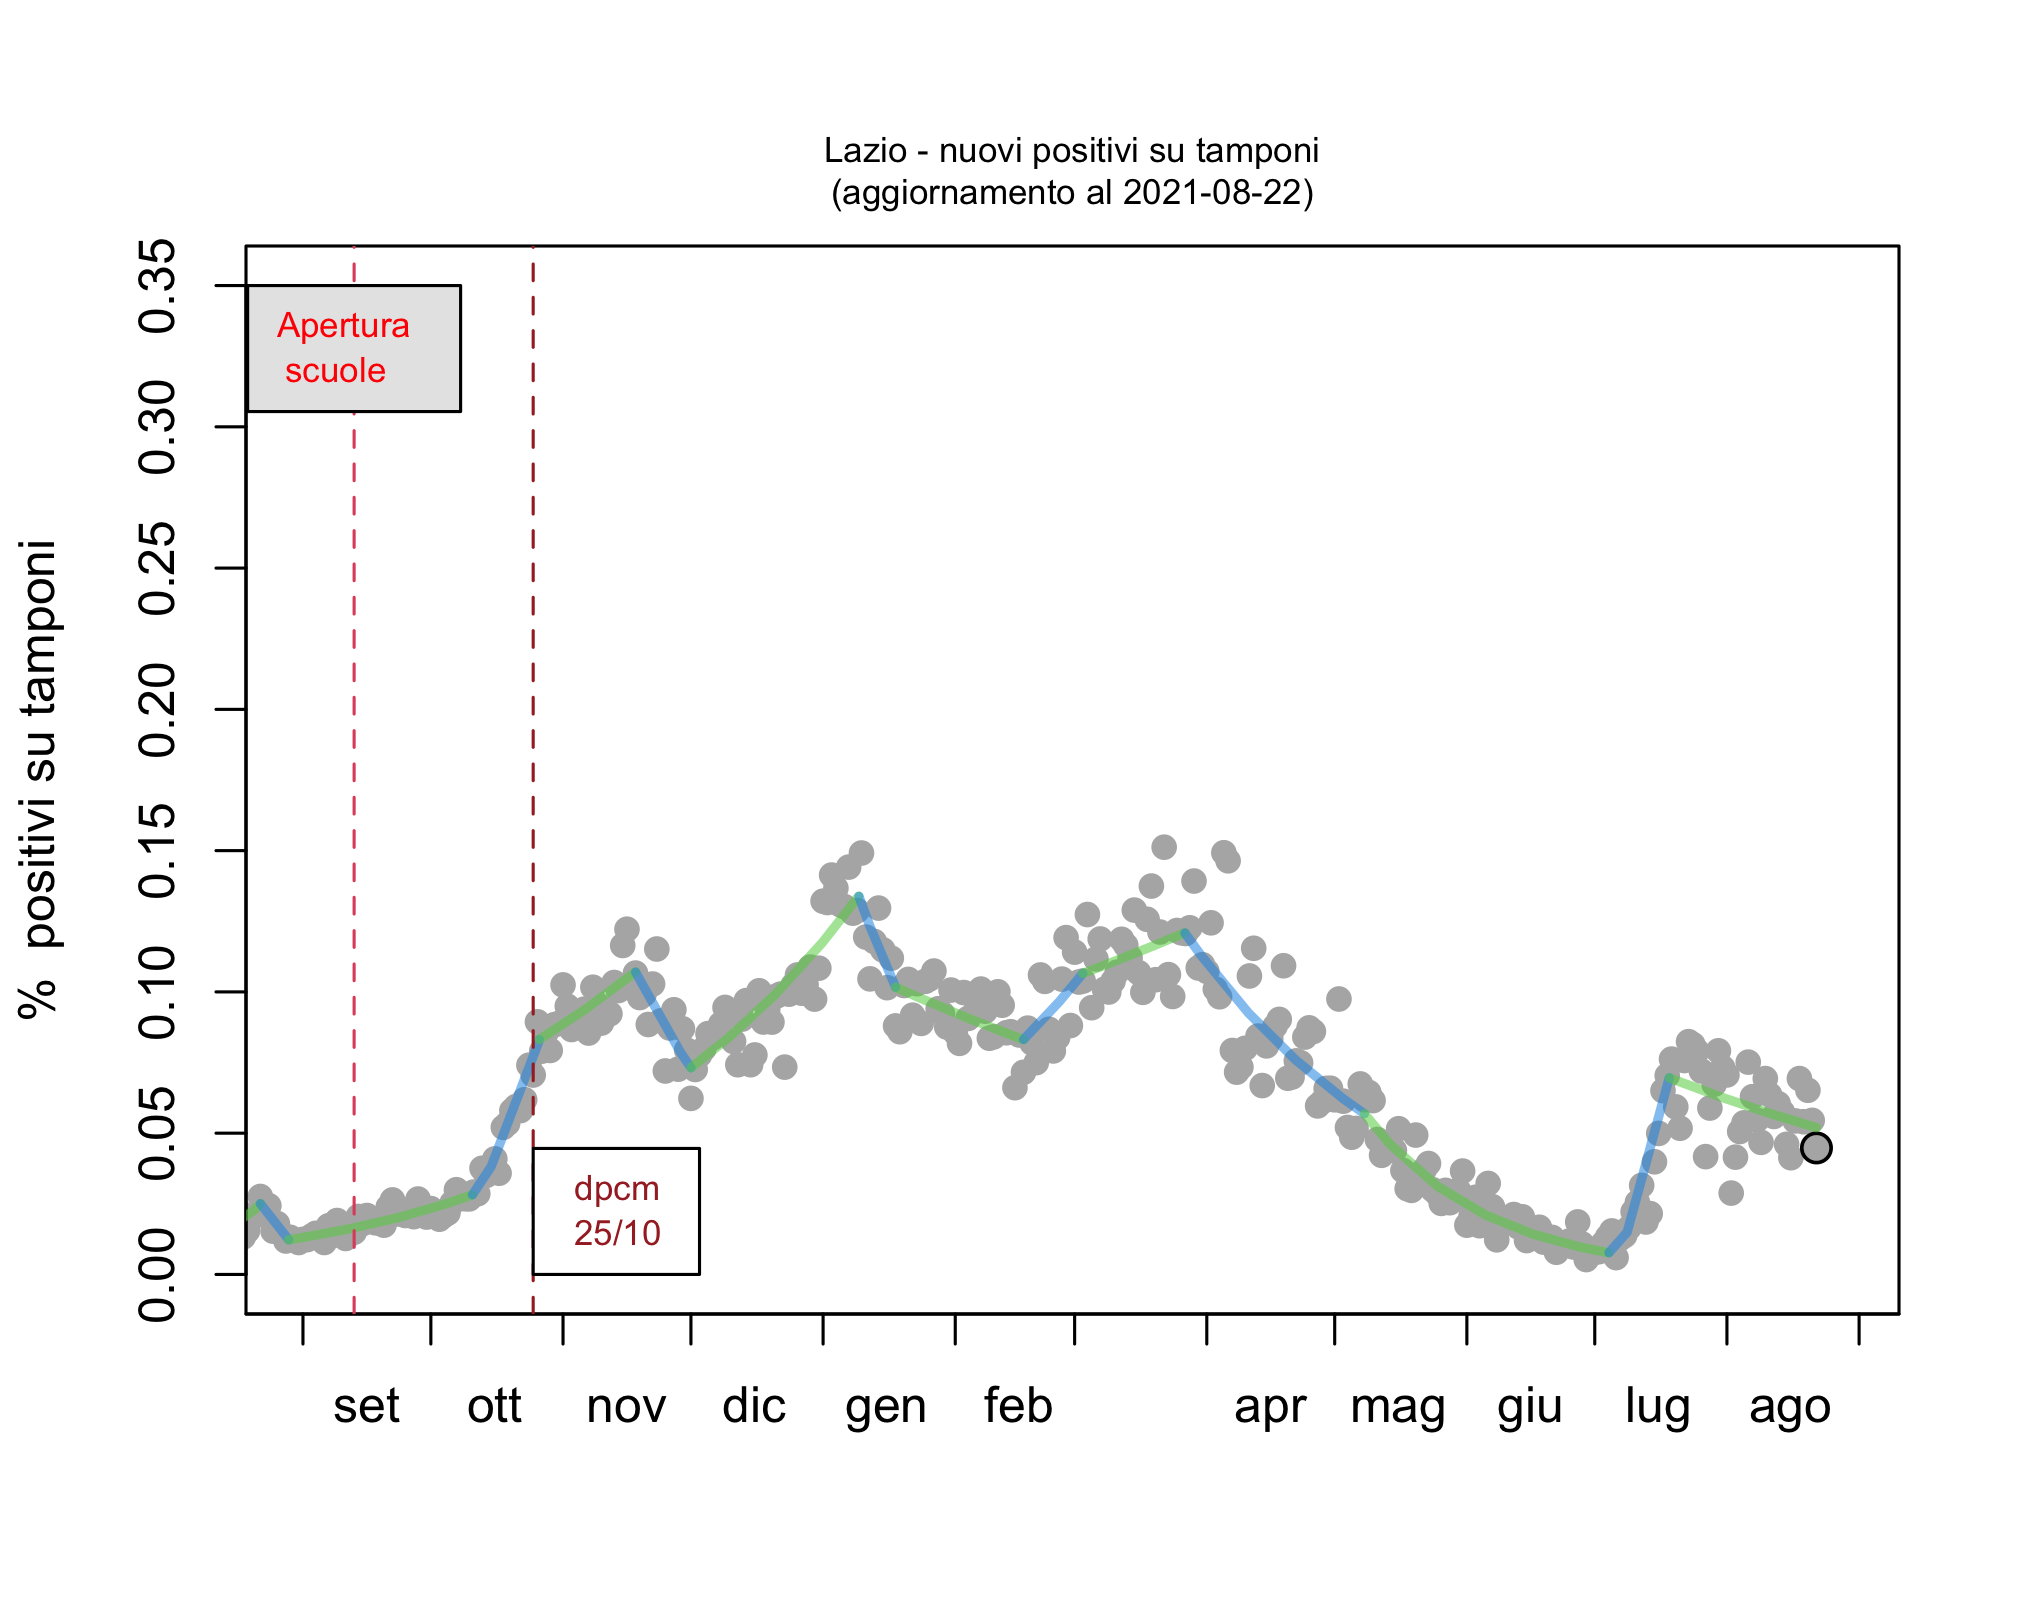 Lazio - nuovi positivi su tamponi
(aggiornamento al 2021-08-22)
% positivi su tamponi
0.35
0.30
0.25
0.20
0.15
0.10
0.05
0.00
Apertura
scuole
dpcm
25/10
set ott nov dic gen feb apr mag giu lug ago